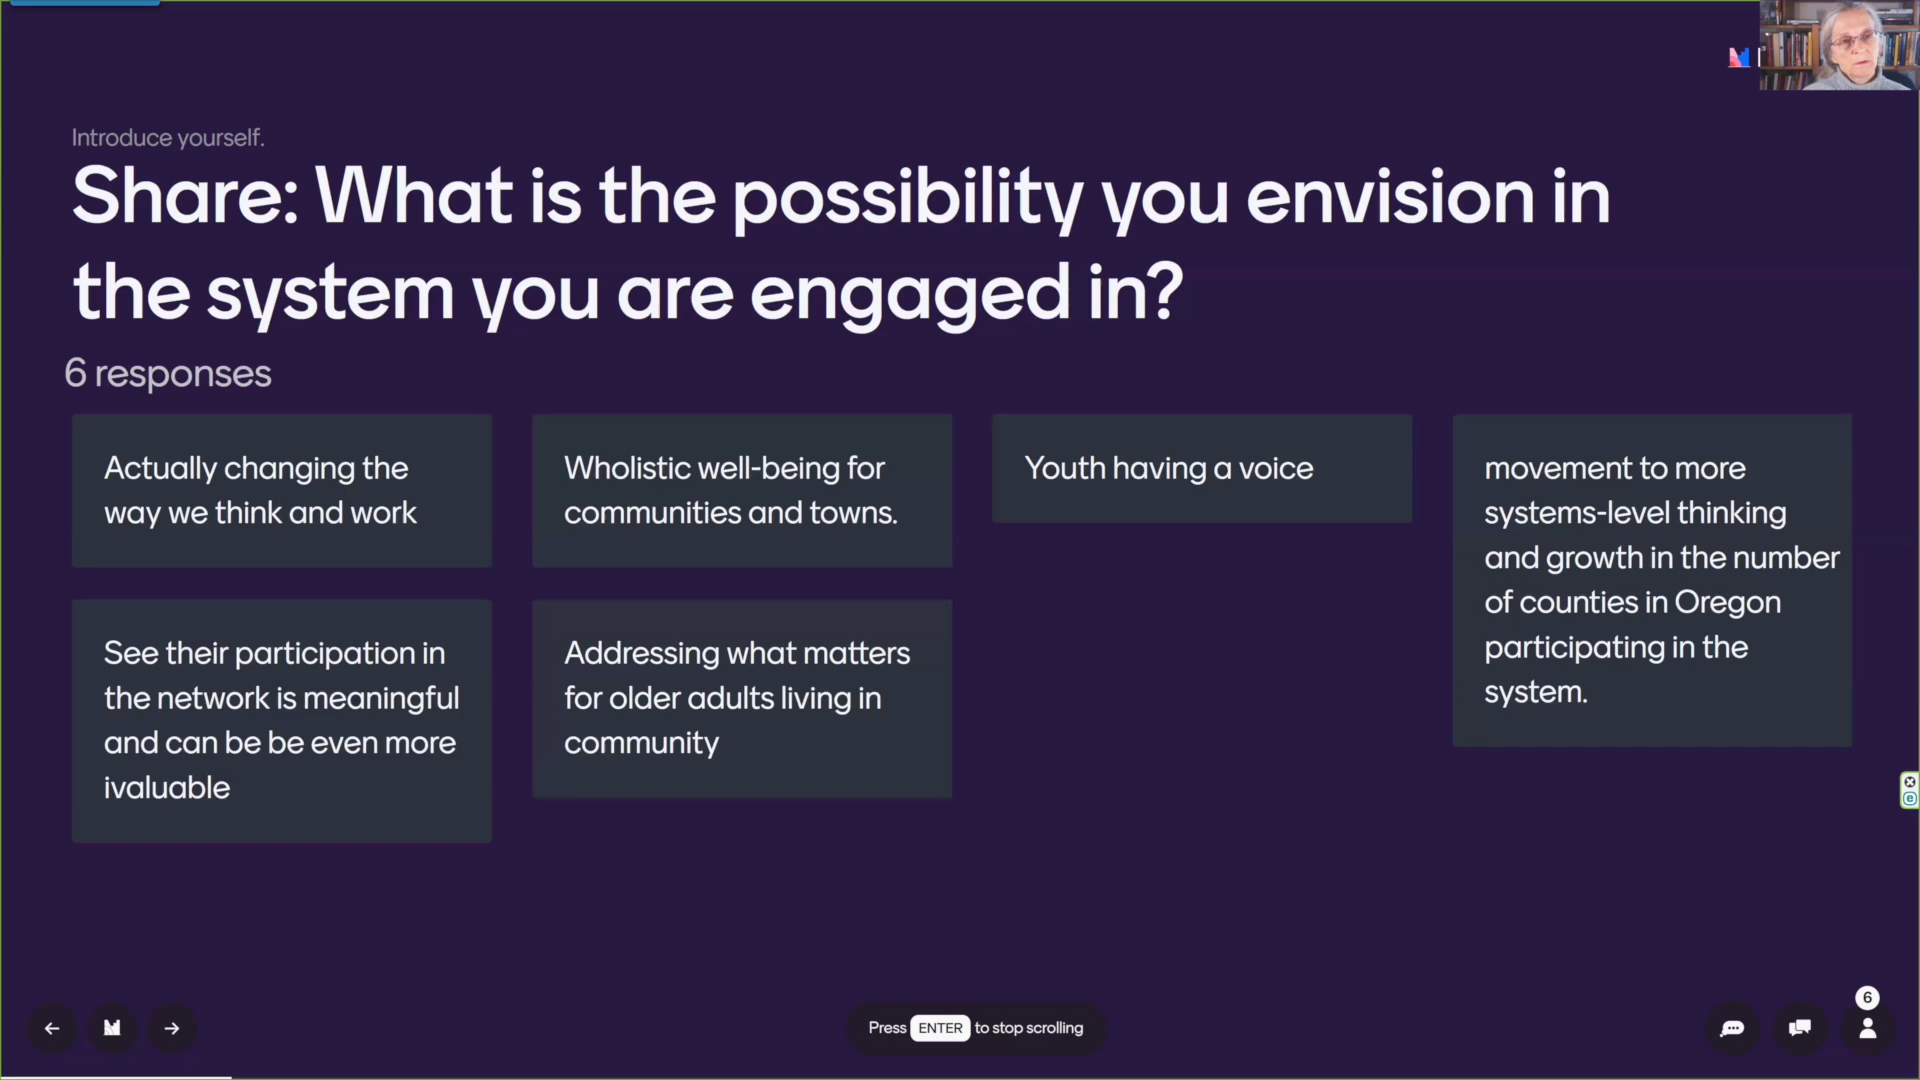 Introduce yourself.
Share: What is the possibility you envision in
the system you are engaged in?
6 responses
Actually changing the
way we think and work
Wholistic well-being for
communities and towns.
Youth having a voice
movement to more
systems-level thinking
and growth in the number
of counties in Oregon
participating in the
system.
See their participation in
the network is meaningful
and can be be even more
ivaluable
Addressing what matters
for older adults living in
community
Press ENTER to stop scrolling
6